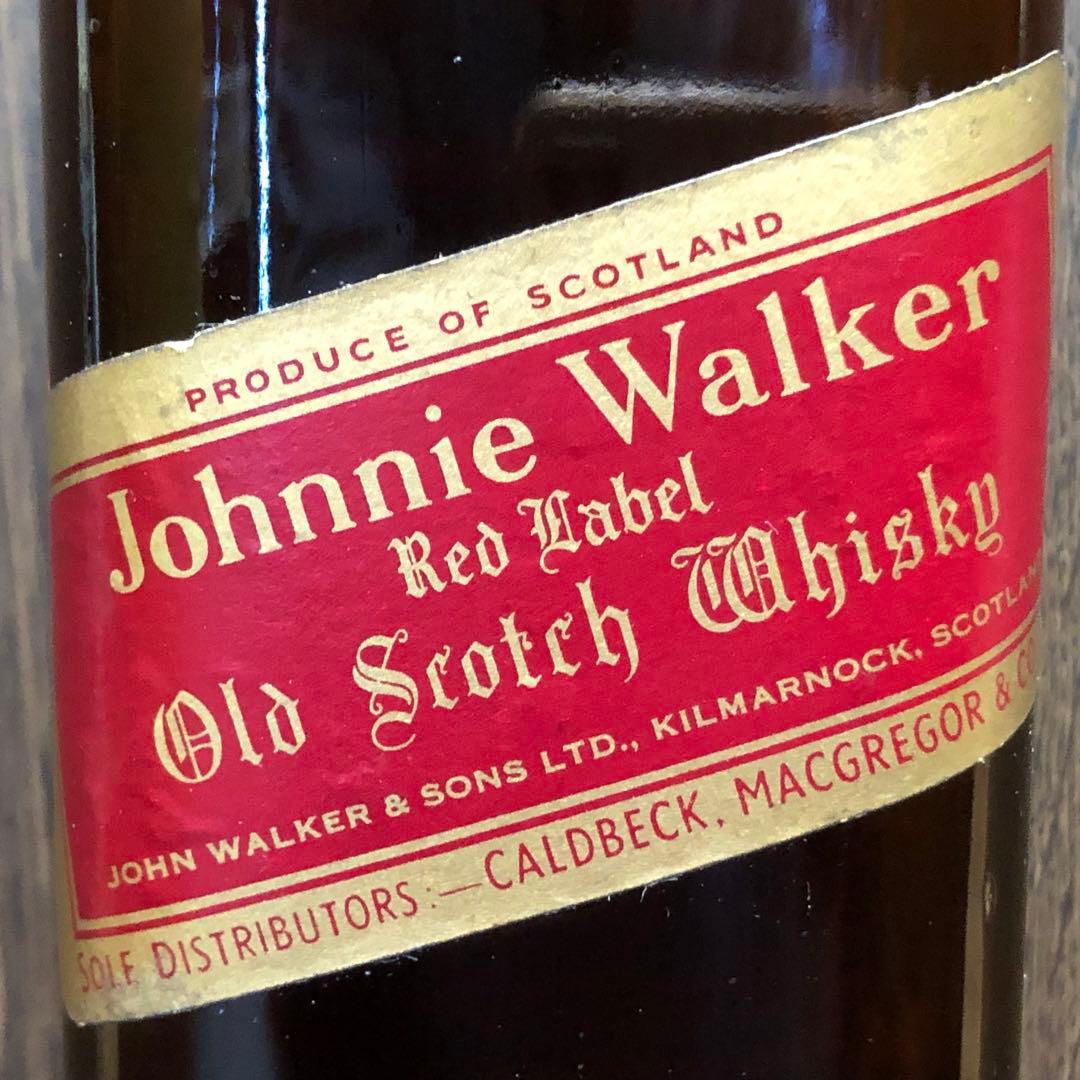 PRODUCE OF SCOTLAND
Johnnie Walker
Red Label
Old Scotch Whisky
JOHN WALKER & SONS LTD., KILMARNOCK, SCOTLAN
SOLE DISTRIBUTORS:—CALDBECK, MACGREGOR & CO